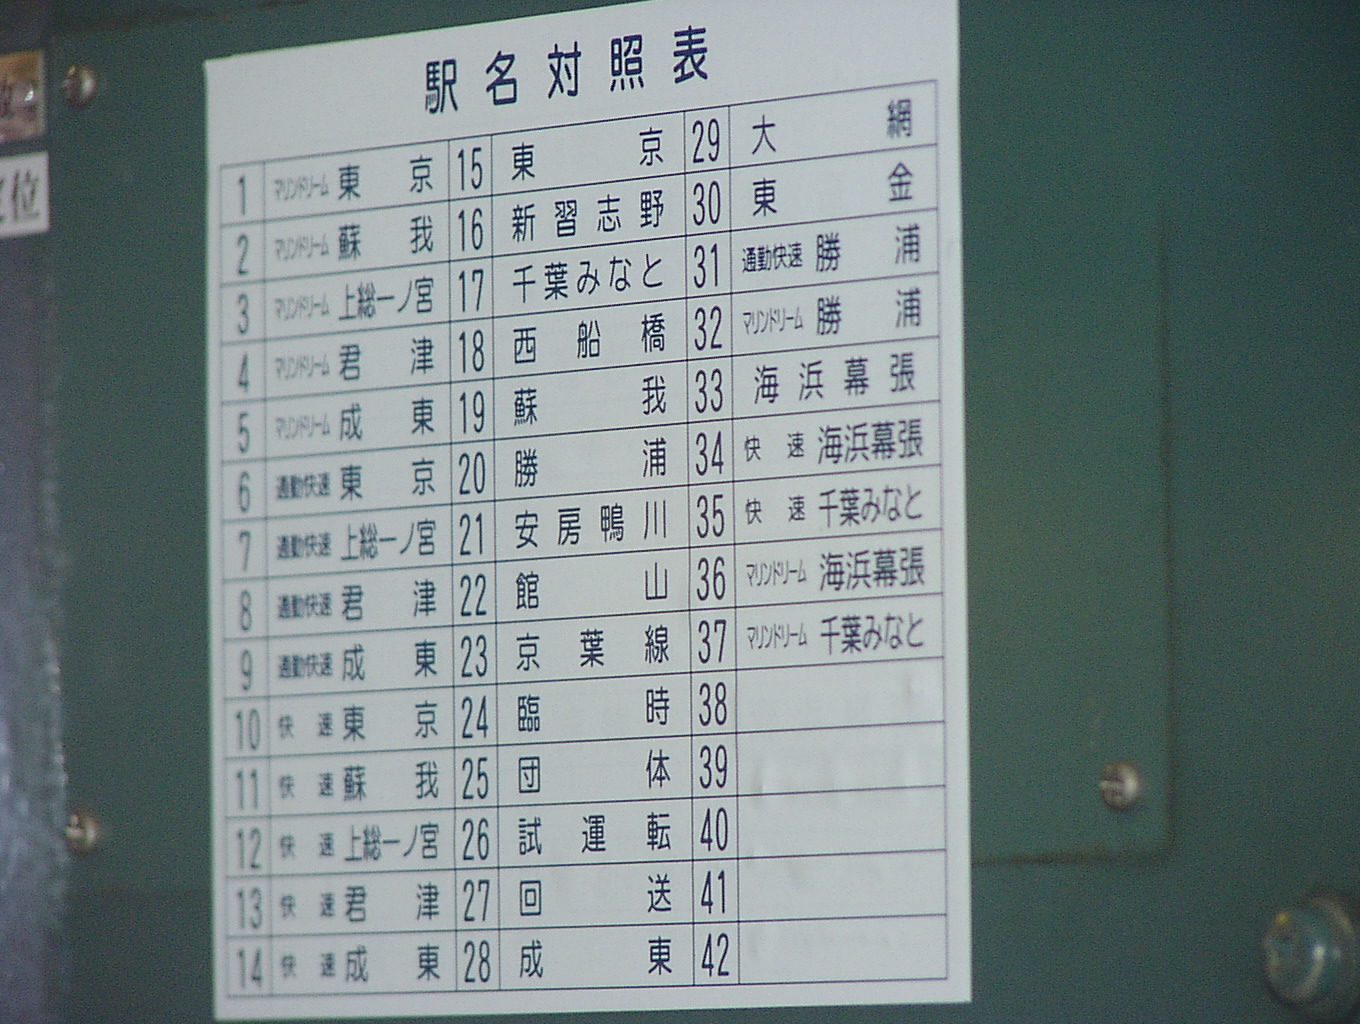 駅名対照表
1 マリンドリーム 東京 15 東京 29 大網
2 マリンドリーム 蘇我 16 新習志野 30 東金
3 マリンドリーム 上総一ノ宮 17 千葉みなと 31 通勤快速 勝浦
4 マリンドリーム 君津 18 西船橋 32 マリンドリーム 勝浦
5 マリンドリーム 成東 19 蘇我 33 海浜幕張
6 通勤快速 東京 20 勝浦 34 快速 海浜幕張
7 通勤快速 上総一ノ宮 21 安房鴨川 35 快速 千葉みなと
8 通勤快速 君津 22 館山 36 マリンドリーム 海浜幕張
9 通勤快速 成東 23 京葉線 37 マリンドリーム 千葉みなと
10 快速 東京 24 臨時 38
11 快速 蘇我 25 団体 39
12 快速 上総一ノ宮 26 試運転 40
13 快速 君津 27 回送 41
14 快速 成東 28 成東 42
位